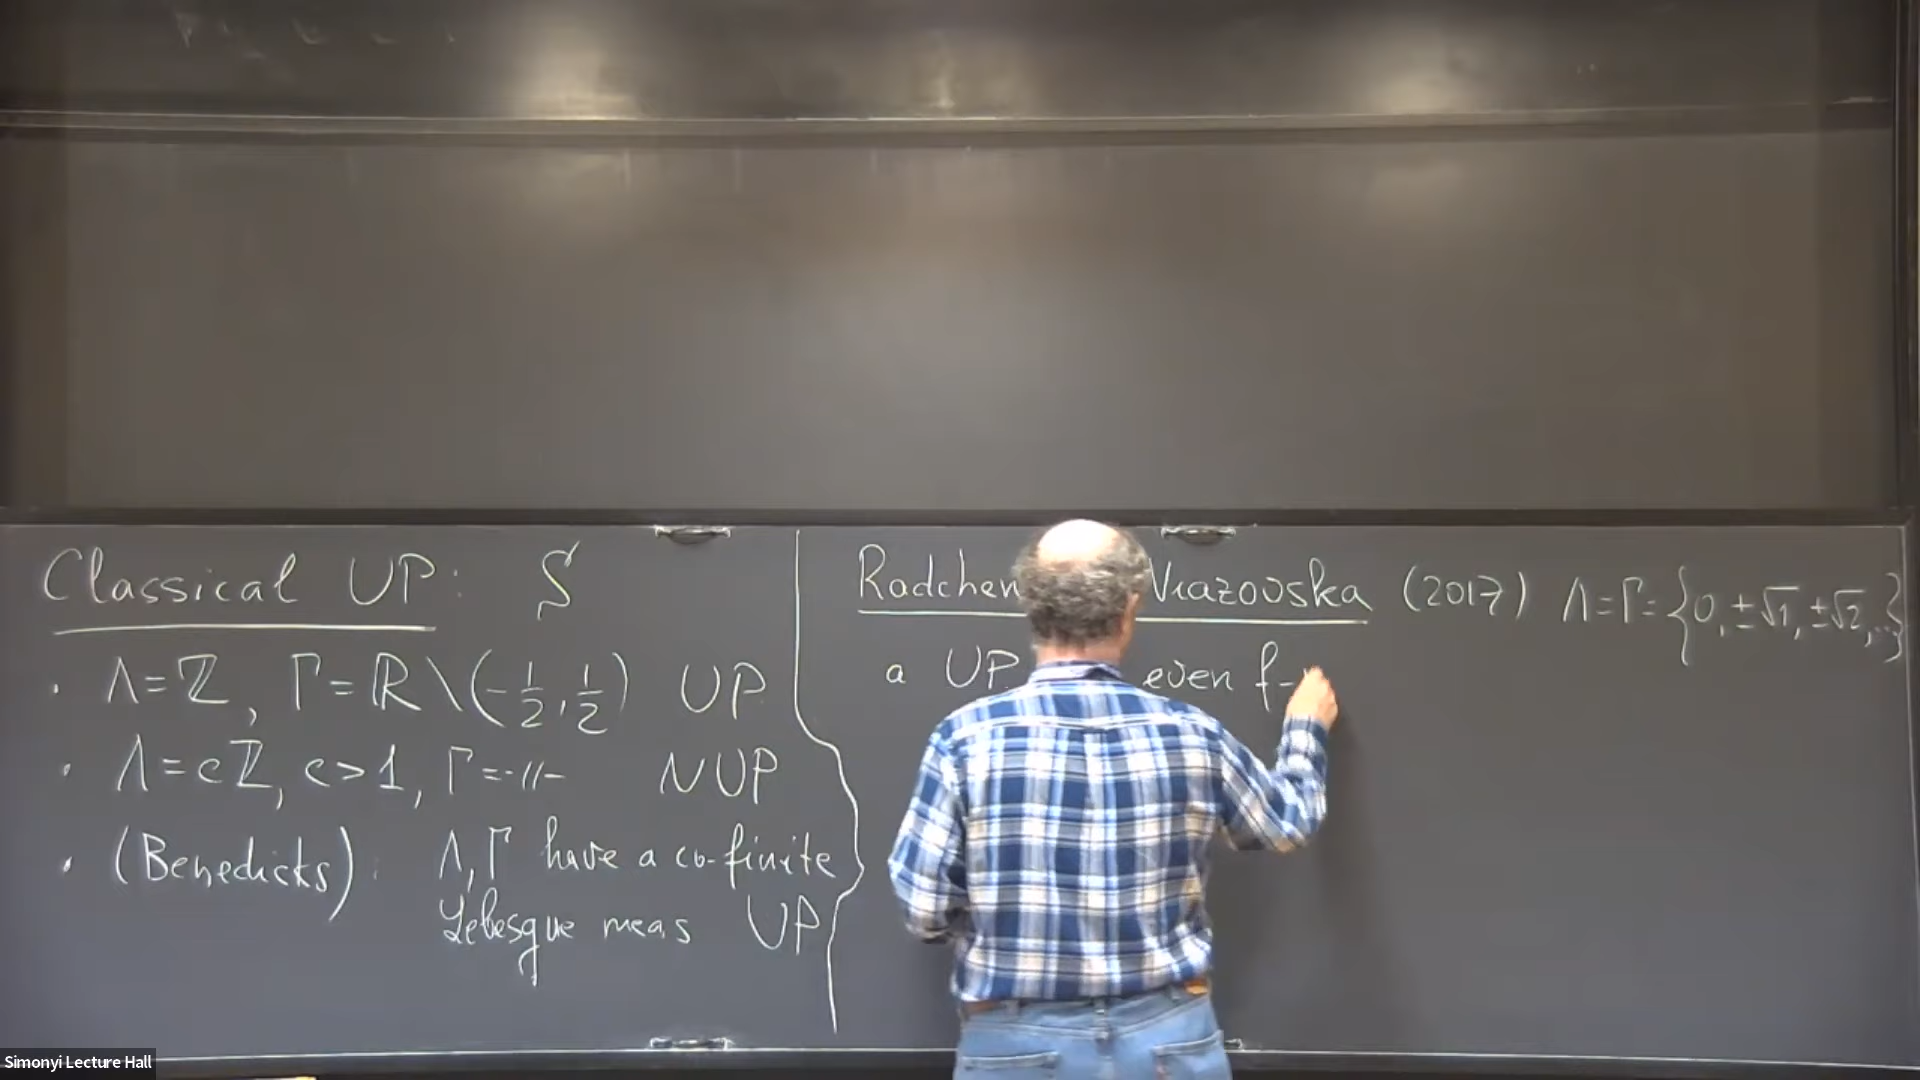 Classical UP: S
· Λ=ℤ, Γ=ℝ∖(-1/2, 1/2) UP
· Λ=cℤ, c>1, Γ=-〃- NUP
· (Benedicks): Λ,Γ have a co-finite
Lebesgue meas UP
Radchen Viazovska (2017) Λ=Γ={0, ±√1, ±√2,..}
a UP even f-
Simonyi Lecture Hall